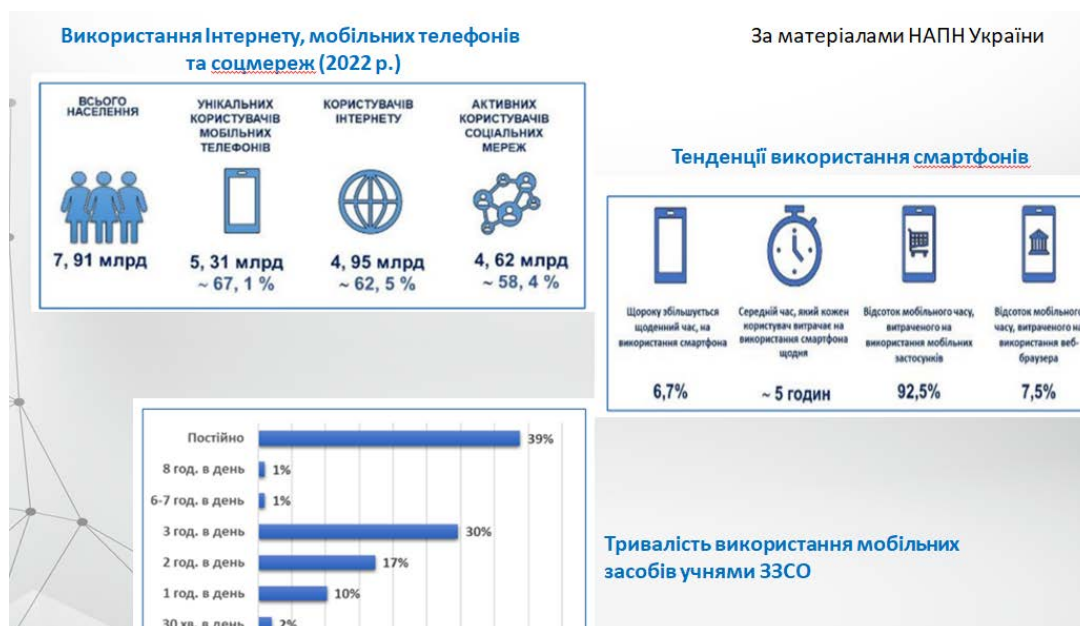 Використання Інтернету, мобільних телефонів
та соцмереж (2022 р.)
За матеріалами НАПН України
ВСЬОГО
НАСЕЛЕННЯ
7, 91 млрд
УНІКАЛЬНИХ
КОРИСТУВАЧІВ
МОБІЛЬНИХ
ТЕЛЕФОНІВ
5, 31 млрд
~ 67, 1 %
КОРИСТУВАЧІВ
ІНТЕРНЕТУ
4, 95 млрд
~ 62, 5 %
АКТИВНИХ
КОРИСТУВАЧІВ
СОЦІАЛЬНИХ
МЕРЕЖ
4, 62 млрд
~ 58, 4 %
Тенденції використання смартфонів
Щороку збільшується
щоденний час, на
використання смартфона
6,7%
Середній час, який кожен
користувач витрачає на
використання смартфона
щодня
~ 5 годин
Відсоток мобільного часу,
витраченого на
використання мобільних
застосунків
92,5%
Відсоток мобільного
часу, витраченого на
використання веб-
браузера
7,5%
Постійно 39%
8 год. в день 1%
6-7 год. в день 1%
3 год. в день 30%
2 год. в день 17%
1 год. в день 10%
30 хв. в день 2%
Тривалість використання мобільних
засобів учнями ЗЗСО